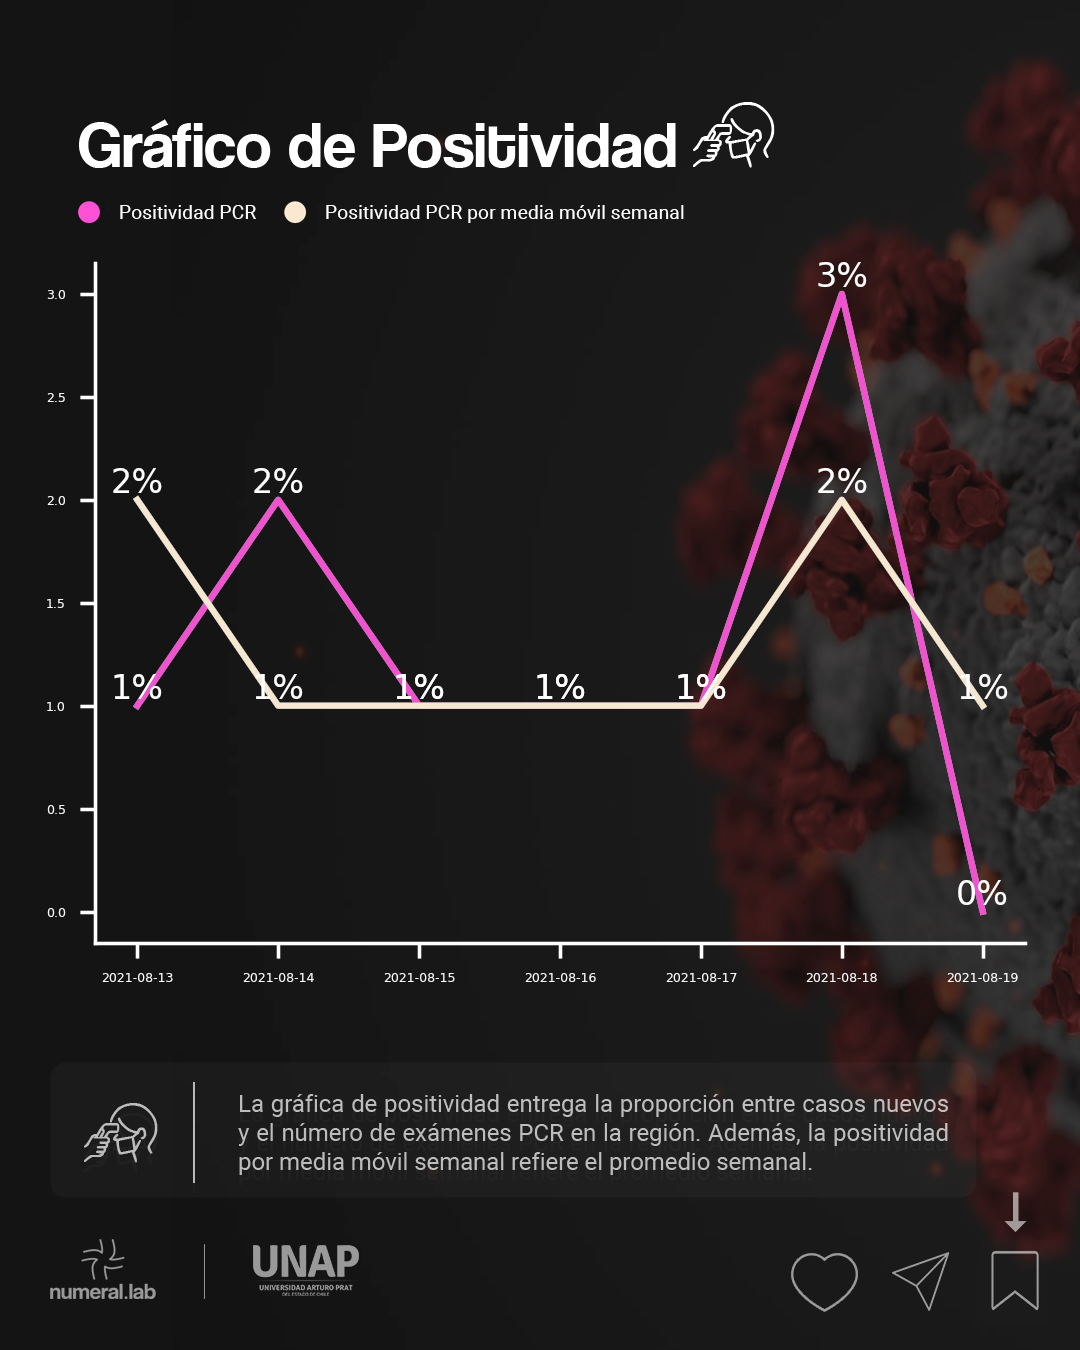 Gráfico de Positividad
Positividad PCR
Positividad PCR por media móvil semanal
3.0
2.5
2.0
1.5
1.0
0.5
0.0
3%
2% 2% 2%
1% 1% 1% 1% 1% 1%
0%
2021-08-13 2021-08-14 2021-08-15 2021-08-16 2021-08-17 2021-08-18 2021-08-19
La gráfica de positividad entrega la proporción entre casos nuevos
y el número de exámenes PCR en la región. Además, la positividad
por media móvil semanal refiere el promedio semanal.
numeral.lab
UNAP
UNIVERSIDAD ARTURO PRAT
DEL ESTADO DE CHILE